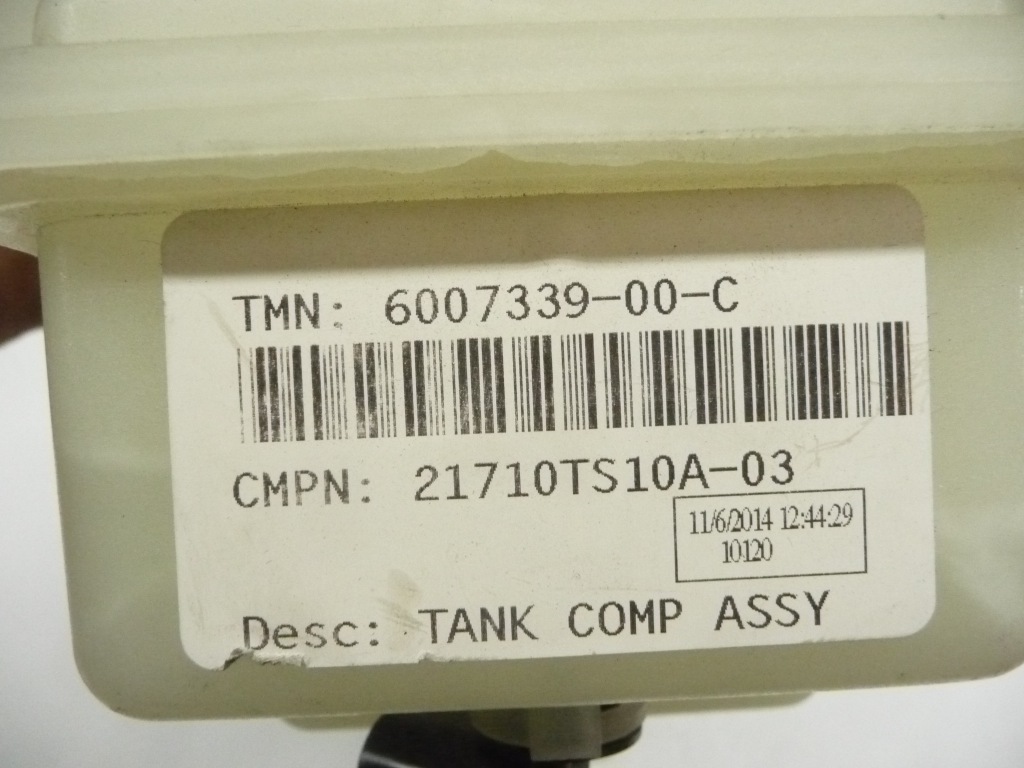 TMN: 6007339-00-C
CMPN: 21710TS10A-03
11/6/2014 12:44:29
10120
Desc: TANK COMP ASSY